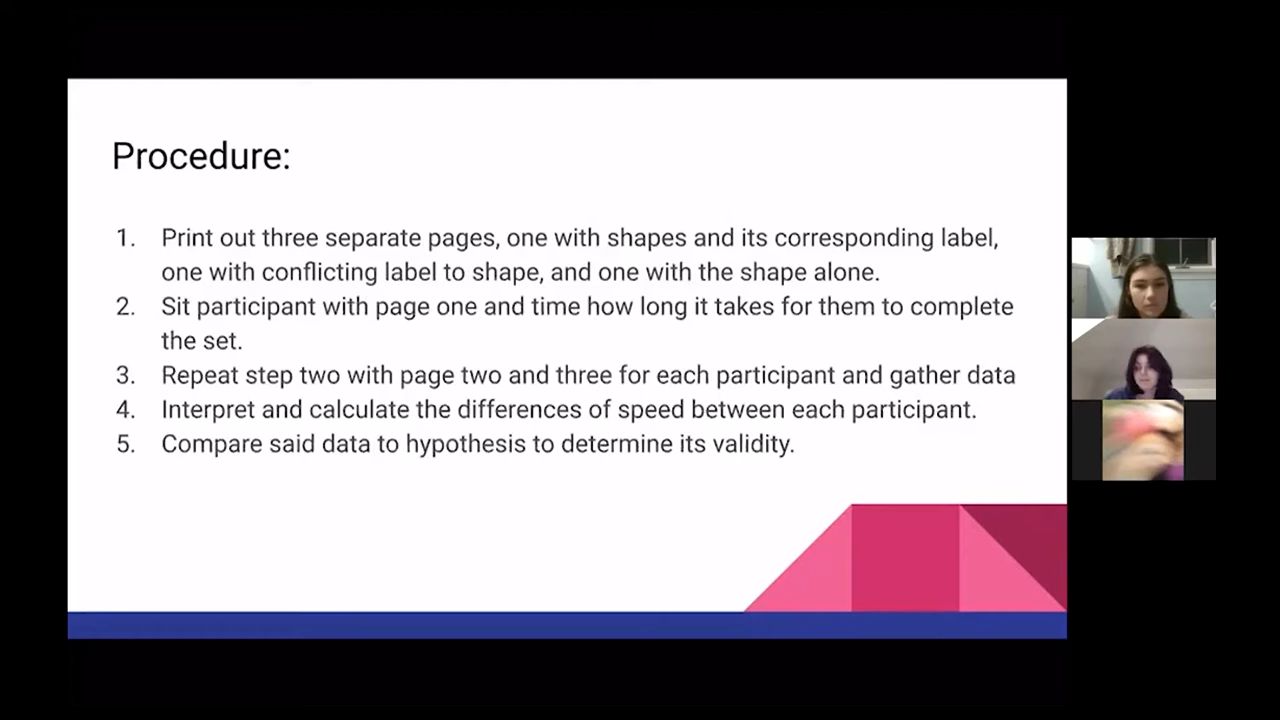 Procedure:
1. Print out three separate pages, one with shapes and its corresponding label,
one with conflicting label to shape, and one with the shape alone.
2. Sit participant with page one and time how long it takes for them to complete
the set.
3. Repeat step two with page two and three for each participant and gather data
4. Interpret and calculate the differences of speed between each participant.
5. Compare said data to hypothesis to determine its validity.